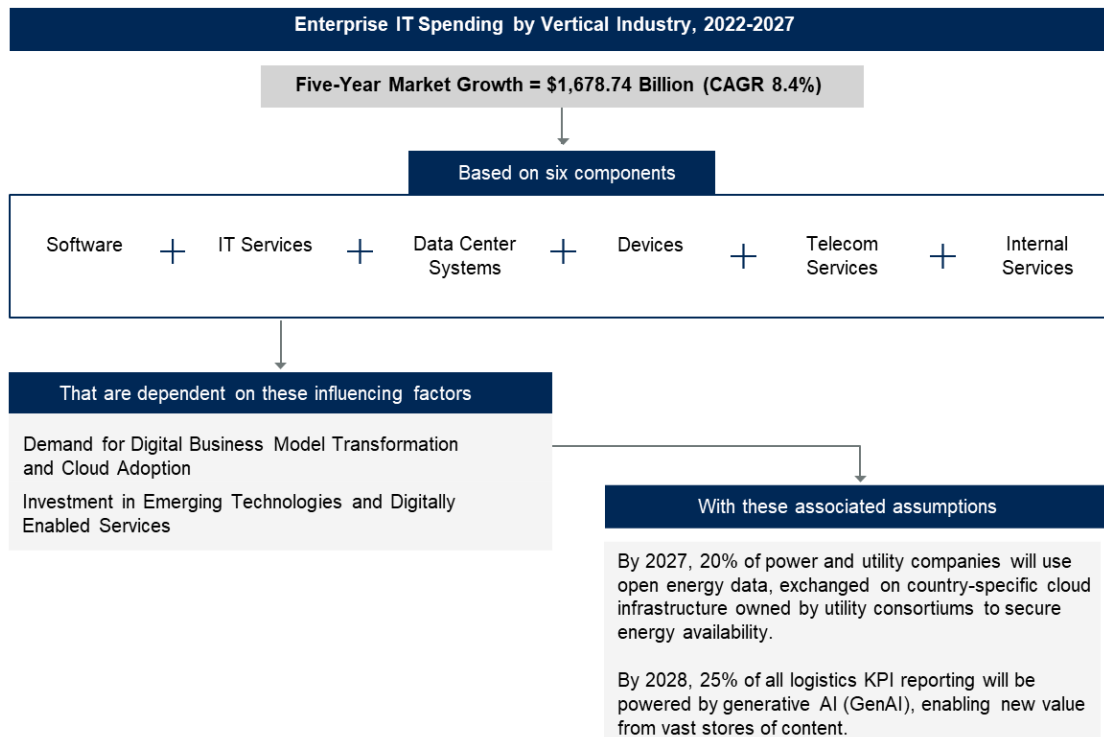 Enterprise IT Spending by Vertical Industry, 2022-2027
Five-Year Market Growth = $1,678.74 Billion (CAGR 8.4%)
Based on six components
Software + IT Services + Data Center Systems + Devices + Telecom Services + Internal Services
That are dependent on these influencing factors
Demand for Digital Business Model Transformation
and Cloud Adoption
Investment in Emerging Technologies and Digitally
Enabled Services
With these associated assumptions
By 2027, 20% of power and utility companies will use
open energy data, exchanged on country-specific cloud
infrastructure owned by utility consortiums to secure
energy availability.
By 2028, 25% of all logistics KPI reporting will be
powered by generative AI (GenAI), enabling new value
from vast stores of content.